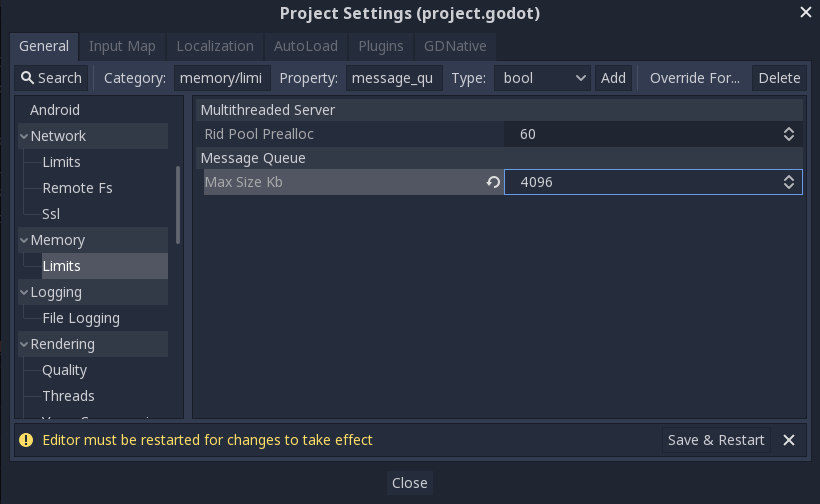 Project Settings (project.godot)
General Input Map Localization AutoLoad Plugins GDNative
Search Category: memory/limi Property: message_qu Type: bool Add Override For... Delete
Android
Network
Limits
Remote Fs
Ssl
Memory
Limits
Logging
File Logging
Rendering
Quality
Threads
Multithreaded Server
Rid Pool Prealloc 60
Message Queue
Max Size Kb 4096
Editor must be restarted for changes to take effect Save & Restart
Close